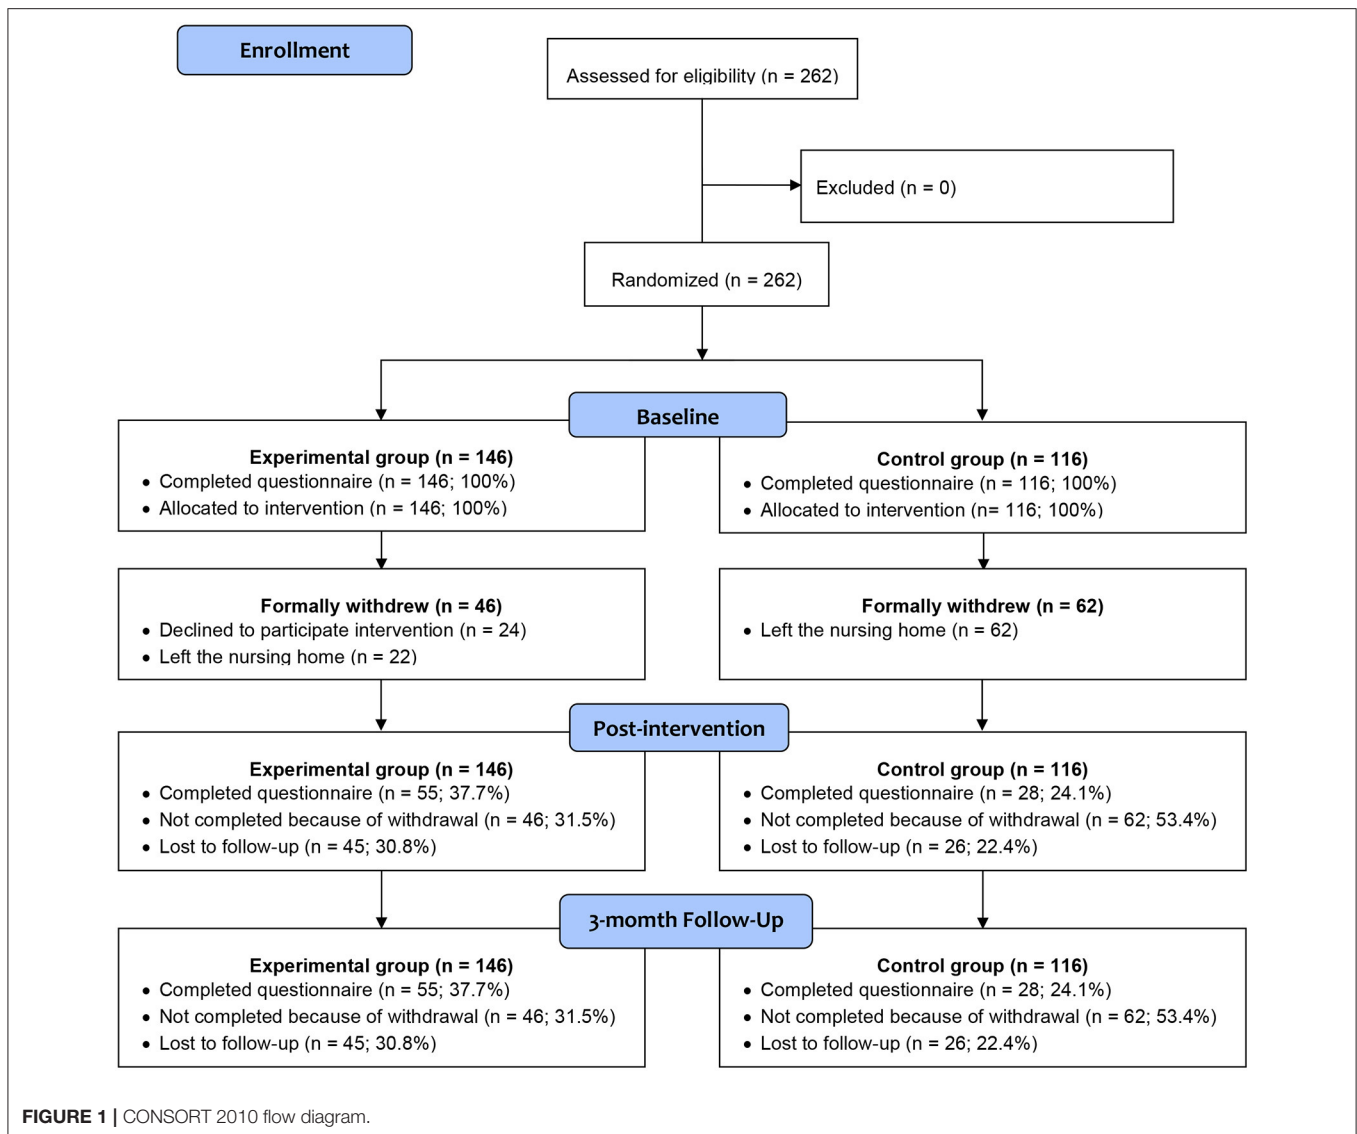 Enrollment
Assessed for eligibility (n = 262)
Excluded (n = 0)
Randomized (n = 262)
Baseline
Experimental group (n = 146)
• Completed questionnaire (n = 146; 100%)
• Allocated to intervention (n = 146; 100%)
Control group (n = 116)
• Completed questionnaire (n = 116; 100%)
• Allocated to intervention (n= 116; 100%)
Formally withdrew (n = 46)
• Declined to participate intervention (n = 24)
• Left the nursing home (n = 22)
Formally withdrew (n = 62)
• Left the nursing home (n = 62)
Post-intervention
Experimental group (n = 146)
• Completed questionnaire (n = 55; 37.7%)
• Not completed because of withdrawal (n = 46; 31.5%)
• Lost to follow-up (n = 45; 30.8%)
Control group (n = 116)
• Completed questionnaire (n = 28; 24.1%)
• Not completed because of withdrawal (n = 62; 53.4%)
• Lost to follow-up (n = 26; 22.4%)
3-momth Follow-Up
Experimental group (n = 146)
• Completed questionnaire (n = 55; 37.7%)
• Not completed because of withdrawal (n = 46; 31.5%)
• Lost to follow-up (n = 45; 30.8%)
Control group (n = 116)
• Completed questionnaire (n = 28; 24.1%)
• Not completed because of withdrawal (n = 62; 53.4%)
• Lost to follow-up (n = 26; 22.4%)
FIGURE 1 | CONSORT 2010 flow diagram.